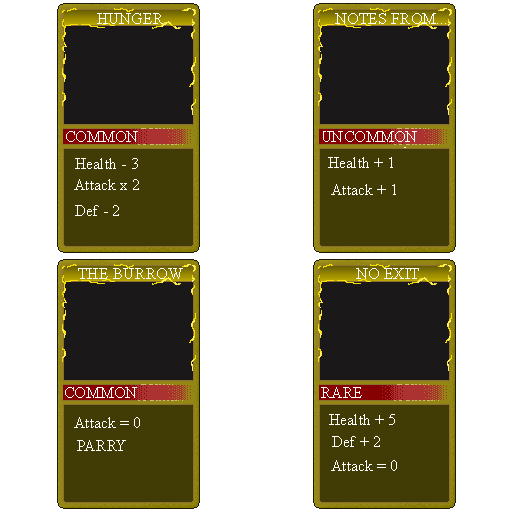 HUNGER
COMMON
Health - 3
Attack x 2
Def - 2
NOTES FROM...
UNCOMMON
Health + 1
Attack + 1
THE BURROW
COMMON
Attack = 0
PARRY
NO EXIT
RARE
Health + 5
Def + 2
Attack = 0